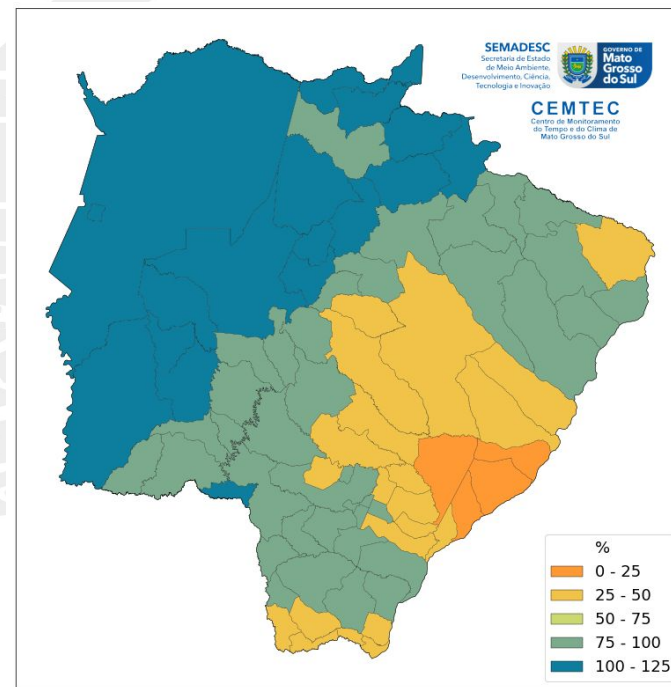 SEMADESC
Secretaria de Estado
de Meio Ambiente,
Desenvolvimento, Ciência,
Tecnologia e Inovação
GOVERNO DE
Mato
Grosso
do Sul
CEMTEC
Centro de Monitoramento
do Tempo e do Clima de
Mato Grosso do Sul
%
0 - 25
25 - 50
50 - 75
75 - 100
100 - 125